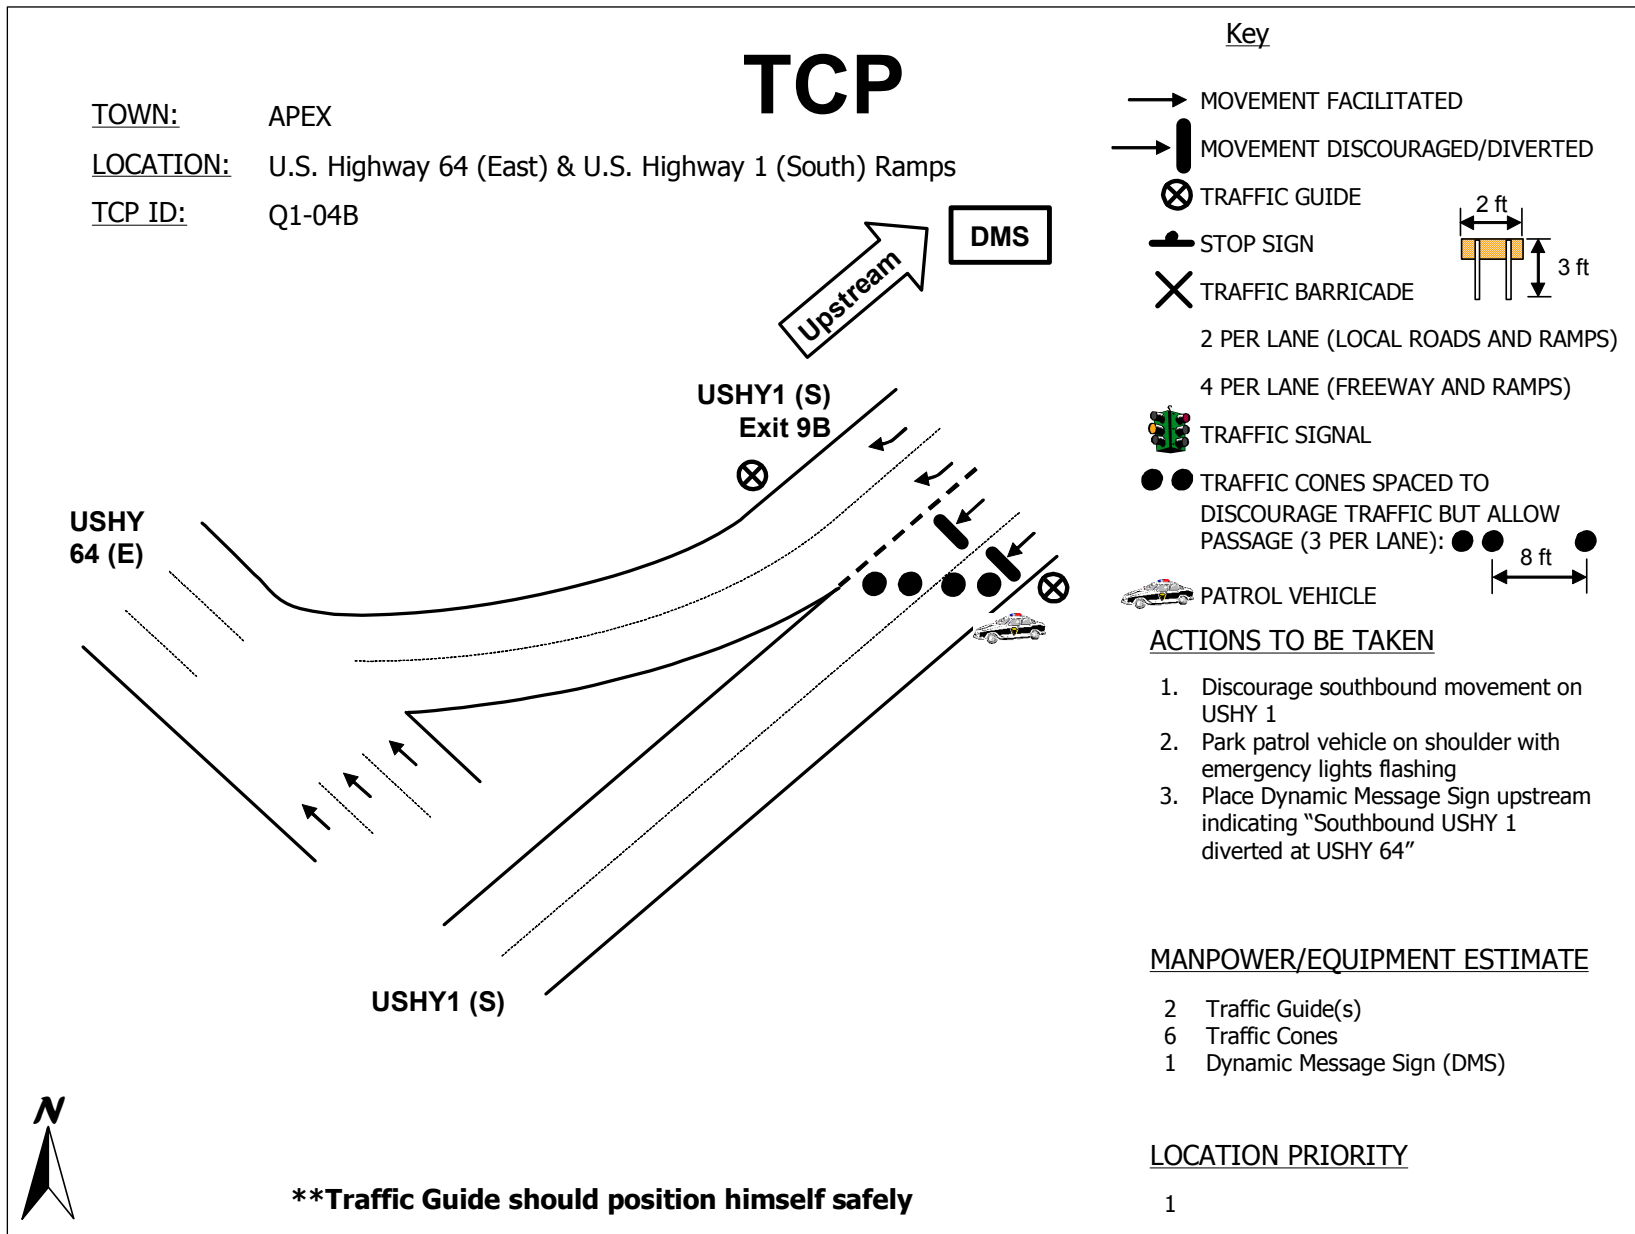 TCP
TOWN: APEX
LOCATION: U.S. Highway 64 (East) & U.S. Highway 1 (South) Ramps
TCP ID: Q1-04B
Upstream
DMS
USHY1 (S)
Exit 9B
USHY
64 (E)
USHY1 (S)
N
**Traffic Guide should position himself safely
Key
MOVEMENT FACILITATED
MOVEMENT DISCOURAGED/DIVERTED
TRAFFIC GUIDE
2 ft
STOP SIGN
3 ft
TRAFFIC BARRICADE
2 PER LANE (LOCAL ROADS AND RAMPS)
4 PER LANE (FREEWAY AND RAMPS)
TRAFFIC SIGNAL
TRAFFIC CONES SPACED TO
DISCOURAGE TRAFFIC BUT ALLOW
PASSAGE (3 PER LANE):
8 ft
PATROL VEHICLE
ACTIONS TO BE TAKEN
1. Discourage southbound movement on
USHY 1
2. Park patrol vehicle on shoulder with
emergency lights flashing
3. Place Dynamic Message Sign upstream
indicating “Southbound USHY 1
diverted at USHY 64”
MANPOWER/EQUIPMENT ESTIMATE
2 Traffic Guide(s)
6 Traffic Cones
1 Dynamic Message Sign (DMS)
LOCATION PRIORITY
1